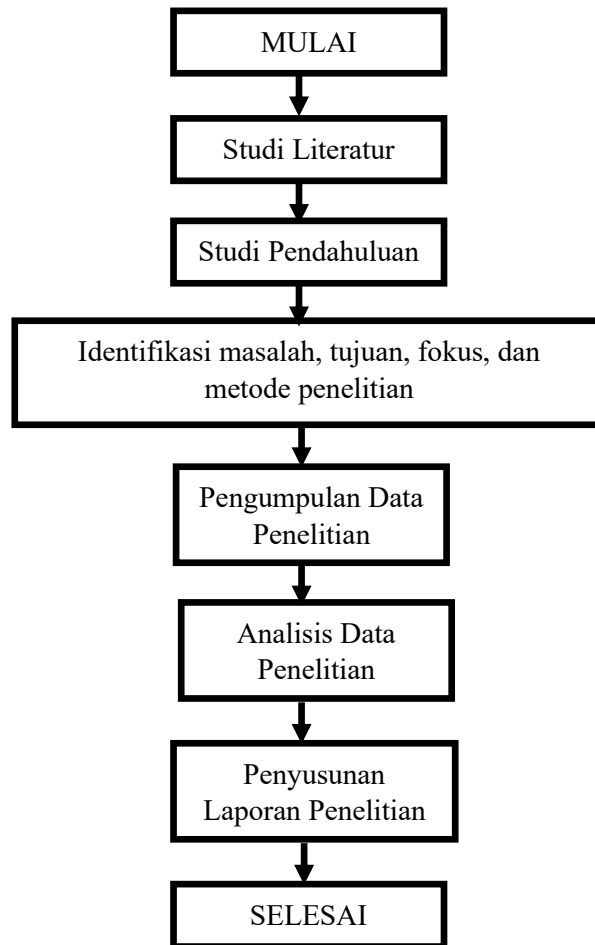 MULAI
Studi Literatur
Studi Pendahuluan
Identifikasi masalah, tujuan, fokus, dan
metode penelitian
Pengumpulan Data
Penelitian
Analisis Data
Penelitian
Penyusunan
Laporan Penelitian
SELESAI